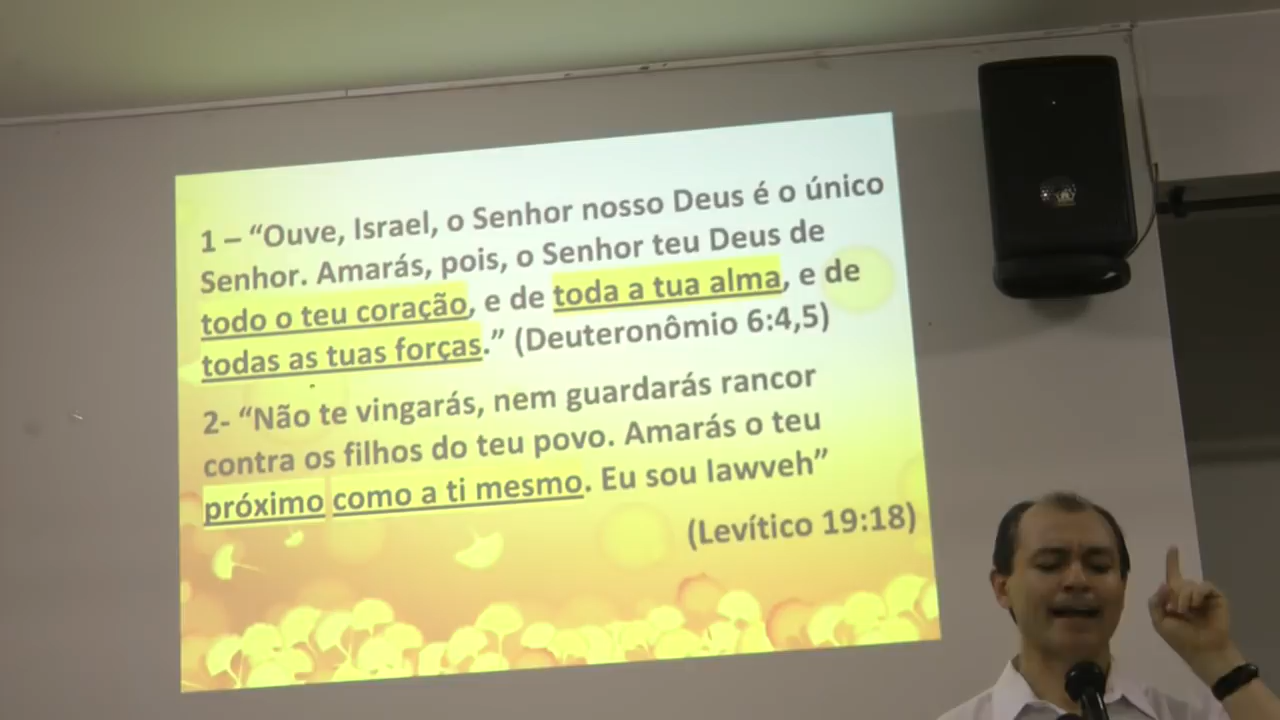 1 – “Ouve, Israel, o Senhor nosso Deus é o único
Senhor. Amarás, pois, o Senhor teu Deus de
todo o teu coração, e de toda a tua alma, e de
todas as tuas forças.” (Deuteronômio 6:4,5)
2- “Não te vingarás, nem guardarás rancor
contra os filhos do teu povo. Amarás o teu
próximo como a ti mesmo. Eu sou Iawveh”
(Levítico 19:18)